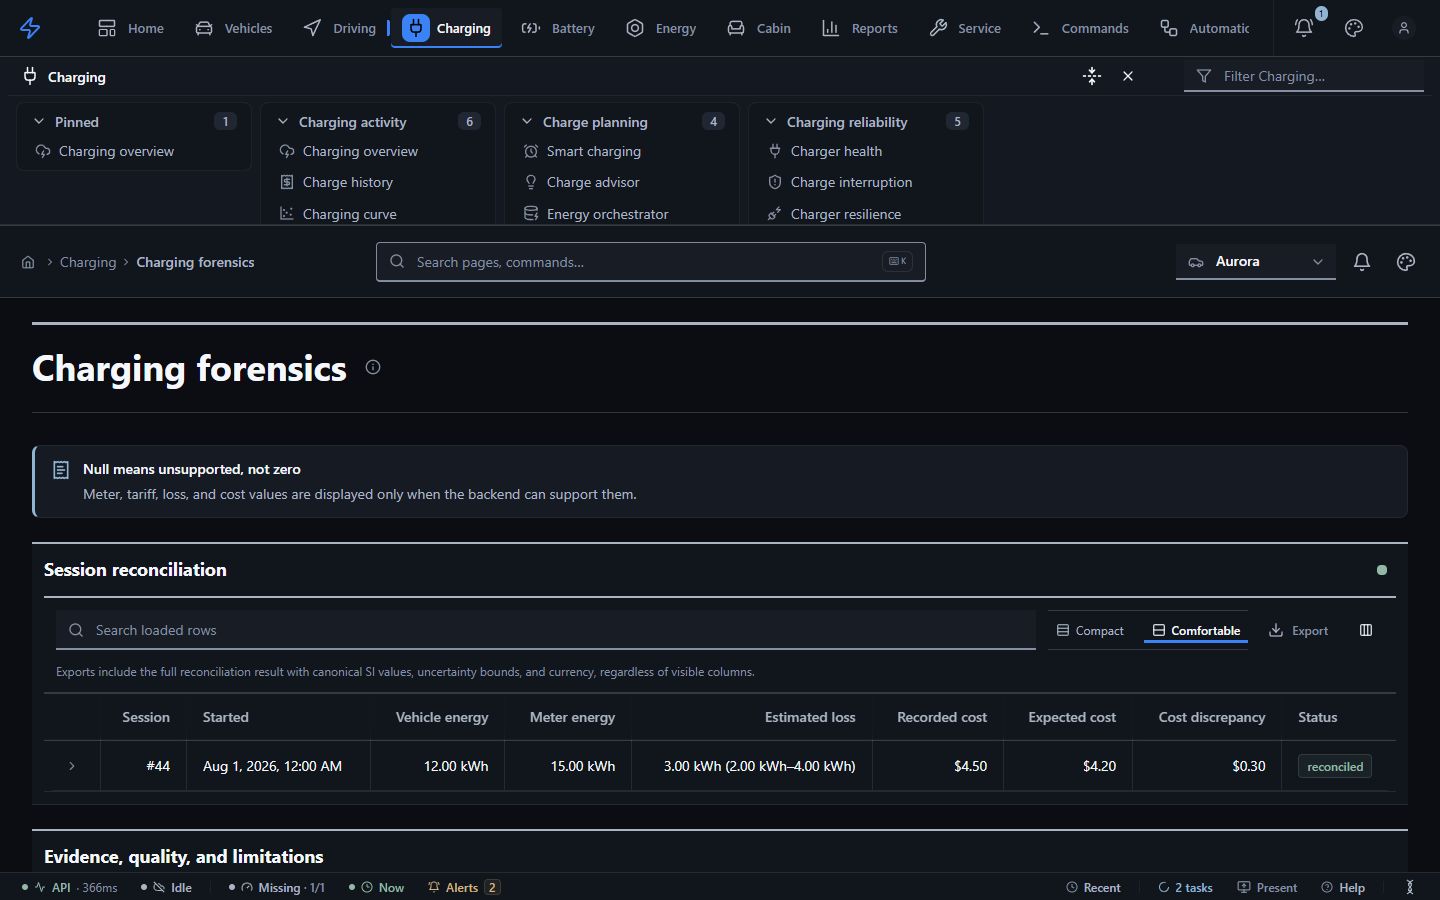 Home Vehicles Driving Charging Battery Energy Cabin Reports Service Commands Automatic 1
Charging Filter Charging...
Pinned 1
Charging overview
Charging activity 6
Charging overview
Charge history
Charging curve
Charge planning 4
Smart charging
Charge advisor
Energy orchestrator
Charging reliability 5
Charger health
Charge interruption
Charger resilience
Charging Charging forensics Search pages, commands... K Aurora
Charging forensics
Null means unsupported, not zero
Meter, tariff, loss, and cost values are displayed only when the backend can support them.
Session reconciliation
Search loaded rows Compact Comfortable Export
Exports include the full reconciliation result with canonical SI values, uncertainty bounds, and currency, regardless of visible columns.
Session Started Vehicle energy Meter energy Estimated loss Recorded cost Expected cost Cost discrepancy Status
#44 Aug 1, 2026, 12:00 AM 12.00 kWh 15.00 kWh 3.00 kWh (2.00 kWh–4.00 kWh) $4.50 $4.20 $0.30 reconciled
Evidence, quality, and limitations
API · 366ms Idle Missing · 1/1 Now Alerts 2 Recent 2 tasks Present Help